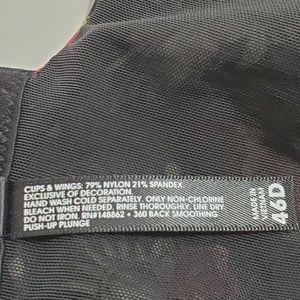 CUPS & WINGS: 79% NYLON 21% SPANDEX.
EXCLUSIVE OF DECORATION.
HAND WASH COLD SEPARATELY. ONLY NON-CHLORINE
BLEACH WHEN NEEDED. RINSE THOROUGHLY. LINE DRY
DO NOT IRON. RN#148862 • 360 BACK SMOOTHING
PUSH-UP PLUNGE
MADE IN
VIETNAM
46D